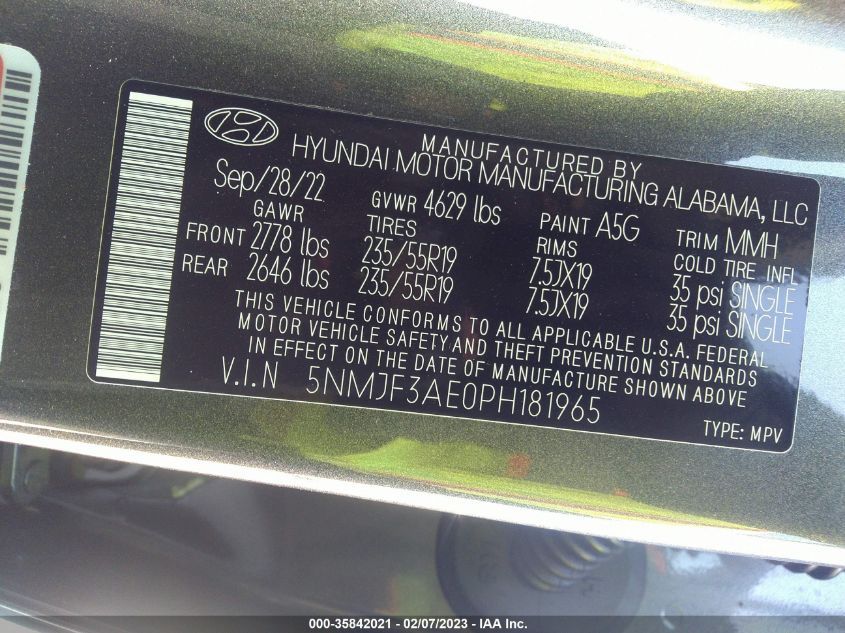 MANUFACTURED BY
HYUNDAI MOTOR MANUFACTURING ALABAMA, LLC
Sep/28/22 GVWR 4629 lbs PAINT A5G TRIM MMH
GAWR TIRES RIMS COLD TIRE INFL
FRONT 2778 lbs 235/55R19 7.5JX19 35 psi SINGLE
REAR 2646 lbs 235/55R19 7.5JX19 35 psi SINGLE
THIS VEHICLE CONFORMS TO ALL APPLICABLE U.S.A. FEDERAL
MOTOR VEHICLE SAFETY AND THEFT PREVENTION STANDARDS
IN EFFECT ON THE DATE OF MANUFACTURE SHOWN ABOVE
V.I.N 5NMJF3AE0PH181965
TYPE: MPV
000-35842021 — 02/07/2023 — IAA Inc.